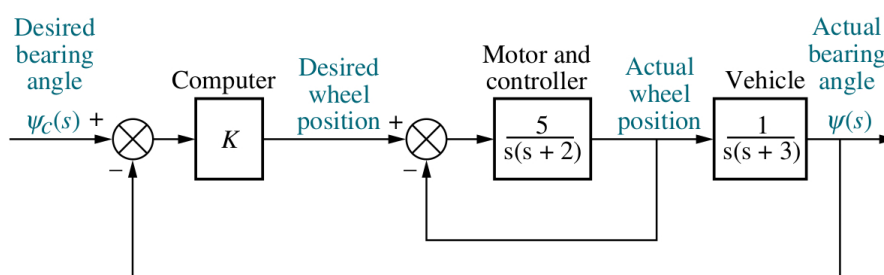 Desired
bearing
angle
ψC(s) +
−
Computer
K
Desired
wheel
position
+
−
Motor and
controller
5
s(s + 2)
Actual
wheel
position
Vehicle
1
s(s + 3)
Actual
bearing
angle
ψ(s)